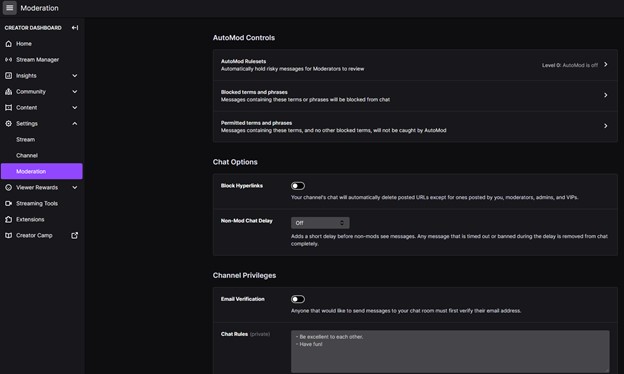 Moderation
CREATOR DASHBOARD
Home
Stream Manager
Insights
Community
Content
Settings
Stream
Channel
Moderation
Viewer Rewards
Streaming Tools
Extensions
Creator Camp
AutoMod Controls
AutoMod Rulesets
Automatically hold risky messages for Moderators to review
Level 0: AutoMod is off
Blocked terms and phrases
Messages containing these terms or phrases will be blocked from chat
Permitted terms and phrases
Messages containing these terms, and no other blocked terms, will not be caught by AutoMod
Chat Options
Block Hyperlinks
Your channel's chat will automatically delete posted URLs except for ones posted by you, moderators, admins, and VIPs.
Non-Mod Chat Delay
Off
Adds a short delay before non-mods see messages. Any message that is timed out or banned during the delay is removed from chat
completely.
Channel Privileges
Email Verification
Anyone that would like to send messages to your chat room must first verify their email address.
Chat Rules (private)
- Be excellent to each other.
- Have fun!